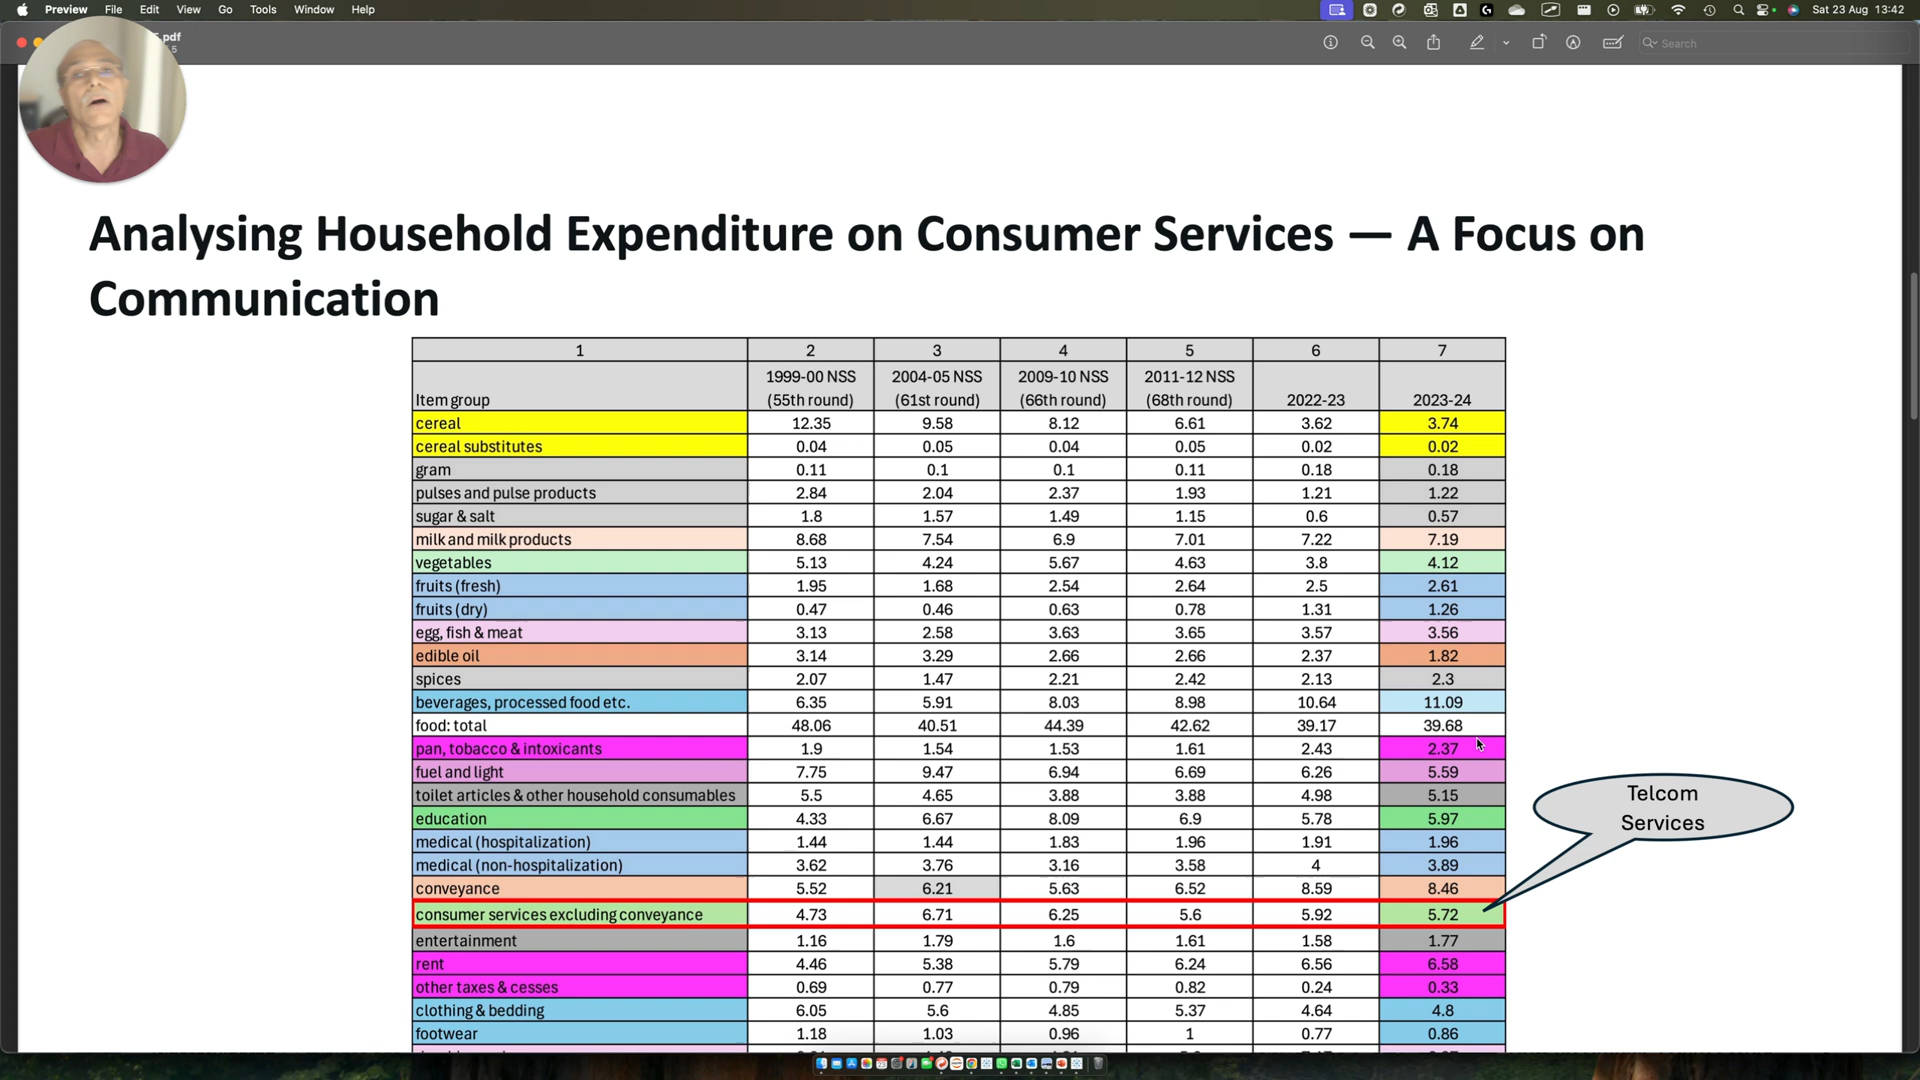 Preview File Edit View Go Tools Window Help
Sat 23 Aug 13:42
.pdf
Search
Analysing Household Expenditure on Consumer Services — A Focus on
Communication
1 2 3 4 5 6 7
Item group 1999-00 NSS (55th round) 2004-05 NSS (61st round) 2009-10 NSS (66th round) 2011-12 NSS (68th round) 2022-23 2023-24
cereal 12.35 9.58 8.12 6.61 3.62 3.74
cereal substitutes 0.04 0.05 0.04 0.05 0.02 0.02
gram 0.11 0.1 0.1 0.11 0.18 0.18
pulses and pulse products 2.84 2.04 2.37 1.93 1.21 1.22
sugar & salt 1.8 1.57 1.49 1.15 0.6 0.57
milk and milk products 8.68 7.54 6.9 7.01 7.22 7.19
vegetables 5.13 4.24 5.67 4.63 3.8 4.12
fruits (fresh) 1.95 1.68 2.54 2.64 2.5 2.61
fruits (dry) 0.47 0.46 0.63 0.78 1.31 1.26
egg, fish & meat 3.13 2.58 3.63 3.65 3.57 3.56
edible oil 3.14 3.29 2.66 2.66 2.37 1.82
spices 2.07 1.47 2.21 2.42 2.13 2.3
beverages, processed food etc. 6.35 5.91 8.03 8.98 10.64 11.09
food: total 48.06 40.51 44.39 42.62 39.17 39.68
pan, tobacco & intoxicants 1.9 1.54 1.53 1.61 2.43 2.37
fuel and light 7.75 9.47 6.94 6.69 6.26 5.59
toilet articles & other household consumables 5.5 4.65 3.88 3.88 4.98 5.15
education 4.33 6.67 8.09 6.9 5.78 5.97
medical (hospitalization) 1.44 1.44 1.83 1.96 1.91 1.96
medical (non-hospitalization) 3.62 3.76 3.16 3.58 4 3.89
conveyance 5.52 6.21 5.63 6.52 8.59 8.46
consumer services excluding conveyance 4.73 6.71 6.25 5.6 5.92 5.72
entertainment 1.16 1.79 1.6 1.61 1.58 1.77
rent 4.46 5.38 5.79 6.24 6.56 6.58
other taxes & cesses 0.69 0.77 0.79 0.82 0.24 0.33
clothing & bedding 6.05 5.6 4.85 5.37 4.64 4.8
footwear 1.18 1.03 0.96 1 0.77 0.86
Telcom
Services